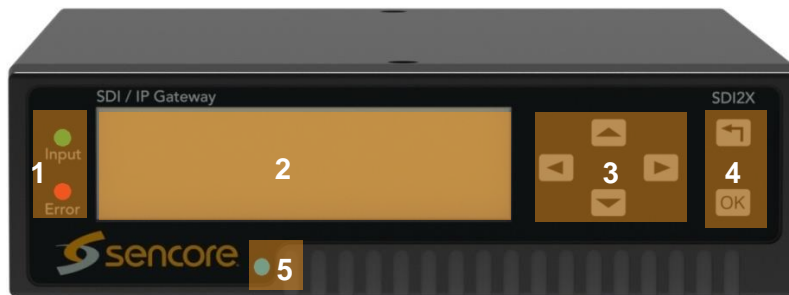 SDI / IP Gateway
SDI2X
Input
1
2
3
4
OK
Error
sencore
5